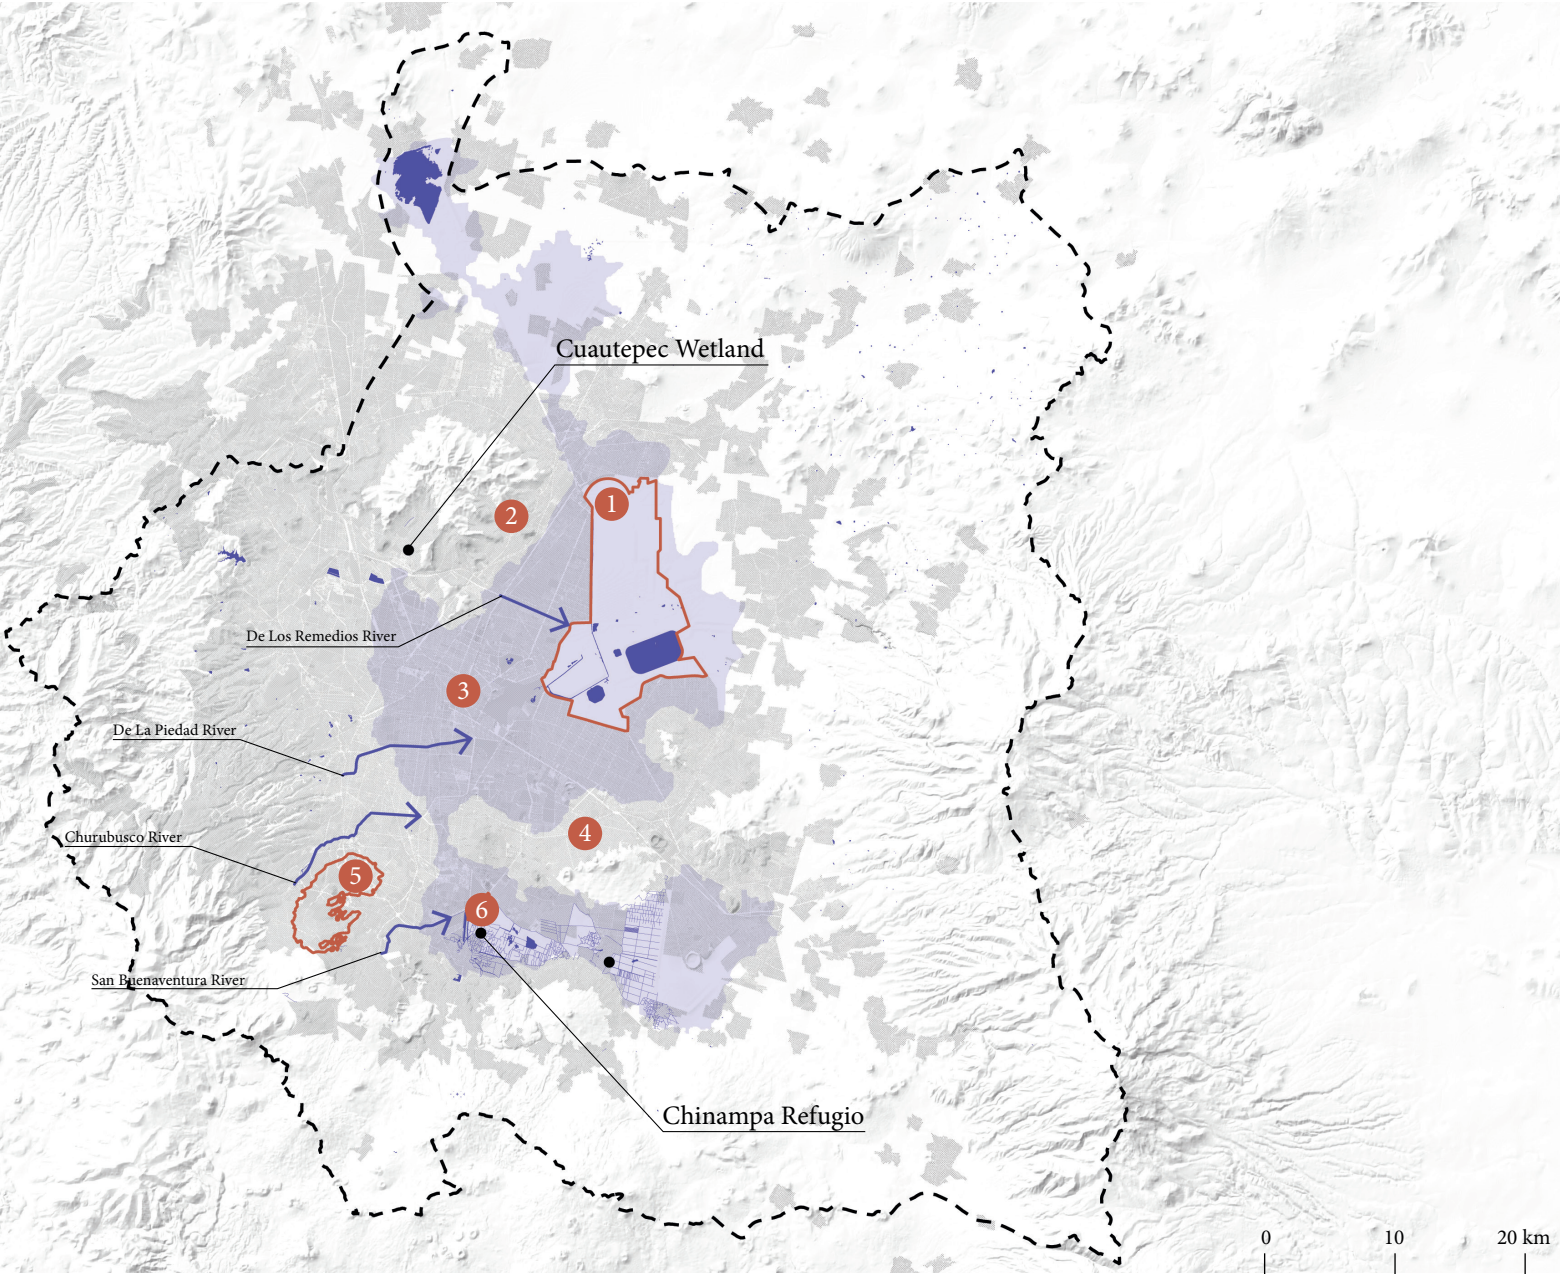 Cuautepec Wetland
1
2
De Los Remedios River
3
De La Piedad River
Churubusco River
4
5
6
San Buenaventura River
Chinampa Refugio
0 10 20 km